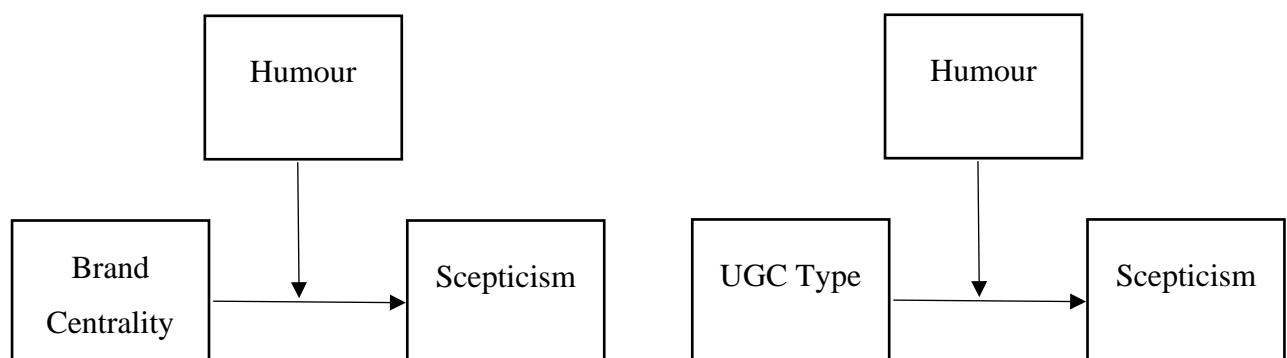 Humour
Humour
Brand
Centrality
Scepticism
UGC Type
Scepticism